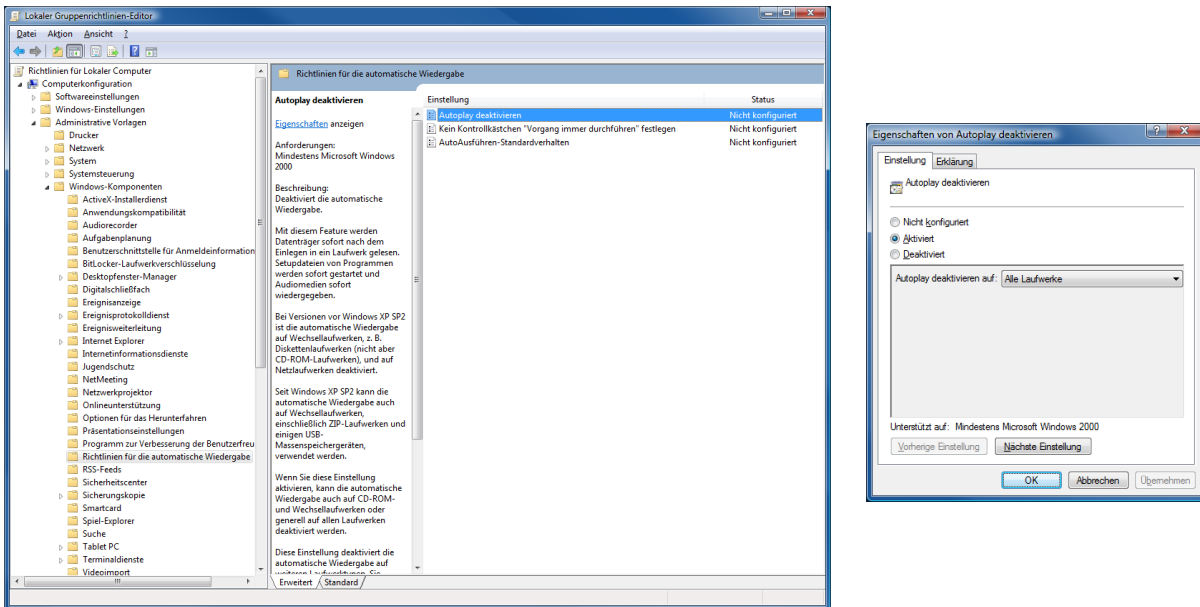 Lokaler Gruppenrichtlinien-Editor
Datei Aktion Ansicht ?
Richtlinien für Lokaler Computer
Computerkonfiguration
Softwareeinstellungen
Windows-Einstellungen
Administrative Vorlagen
Drucker
Netzwerk
System
Systemsteuerung
Windows-Komponenten
ActiveX-Installerdienst
Anwendungskompatibilität
Audiorecorder
Aufgabenplanung
Benutzerschnittstelle für Anmeldeinformation
BitLocker-Laufwerkverschlüsselung
Desktopfenster-Manager
Digitalschließfach
Ereignisanzeige
Ereignisprotokolldienst
Ereignisweiterleitung
Internet Explorer
Internetinformationsdienste
Jugendschutz
NetMeeting
Netzwerkprojektor
Onlineunterstützung
Optionen für das Herunterfahren
Präsentationseinstellungen
Programm zur Verbesserung der Benutzerfreu
Richtlinien für die automatische Wiedergabe
RSS-Feeds
Sicherheitscenter
Sicherungskopie
Smartcard
Spiel-Explorer
Suche
Tablet PC
Terminaldienste
Videoimport
Richtlinien für die automatische Wiedergabe
Autoplay deaktivieren
Eigenschaften anzeigen
Anforderungen:
Mindestens Microsoft Windows
2000
Beschreibung:
Deaktiviert die automatische
Wiedergabe.
Mit diesem Feature werden
Datenträger sofort nach dem
Einlegen in ein Laufwerk gelesen.
Setupdateien von Programmen
werden sofort gestartet und
Audiomedien sofort
wiedergegeben.
Bei Versionen vor Windows XP SP2
ist die automatische Wiedergabe
auf Wechsellaufwerken, z. B.
Diskettenlaufwerken (nicht aber
CD-ROM-Laufwerken), und auf
Netzlaufwerken deaktiviert.
Seit Windows XP SP2 kann die
automatische Wiedergabe auch
auf Wechsellaufwerken,
einschließlich ZIP-Laufwerken und
einigen USB-
Massenspeichergeräten,
verwendet werden.
Wenn Sie diese Einstellung
aktivieren, kann die automatische
Wiedergabe auch auf CD-ROM-
und Wechsellaufwerken oder
generell auf allen Laufwerken
deaktiviert werden.
Diese Einstellung deaktiviert die
automatische Wiedergabe auf
weiteren Laufwerktypen. Sie
Einstellung Status
Autoplay deaktivieren Nicht konfiguriert
Kein Kontrollkästchen "Vorgang immer durchführen" festlegen Nicht konfiguriert
AutoAusführen-Standardverhalten Nicht konfiguriert
Erweitert Standard
Eigenschaften von Autoplay deaktivieren
Einstellung Erklärung
Autoplay deaktivieren
Nicht konfiguriert
Aktiviert
Deaktiviert
Autoplay deaktivieren auf: Alle Laufwerke
Unterstützt auf: Mindestens Microsoft Windows 2000
Vorherige Einstellung Nächste Einstellung
OK Abbrechen Übernehmen